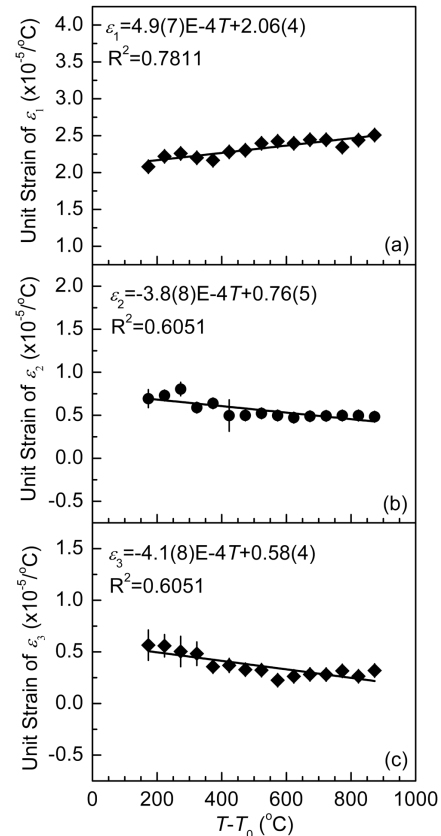 4.0
ε₁=4.9(7)E-4T+2.06(4)
3.5
R²=0.7811
3.0
2.5
2.0
1.5
1.0
Unit Strain of ε₁ (x10⁻⁵/°C)
(a)
2.0
ε₂=-3.8(8)E-4T+0.76(5)
1.5
R²=0.6051
1.0
0.5
0.0
-0.5
Unit Strain of ε₂ (x10⁻⁵/°C)
(b)
1.5
ε₃=-4.1(8)E-4T+0.58(4)
R²=0.6051
1.0
0.5
0.0
-0.5
Unit Strain of ε₃ (x10⁻⁵/°C)
(c)
0 200 400 600 800 1000
T-T₀ (°C)